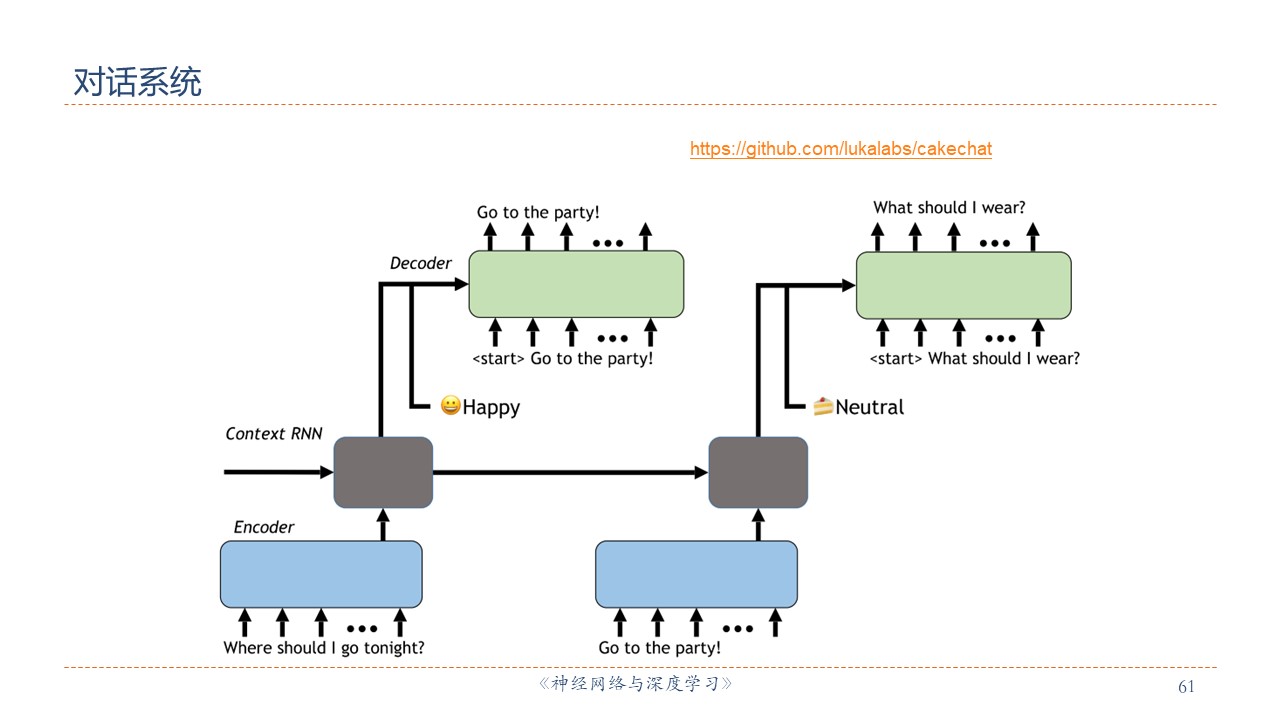 对话系统
https://github.com/lukalabs/cakechat
Go to the party!
What should I wear?
Decoder
<start> Go to the party!
<start> What should I wear?
😀Happy
🍰Neutral
Context RNN
Encoder
Where should I go tonight?
Go to the party!
《神经网络与深度学习》
61